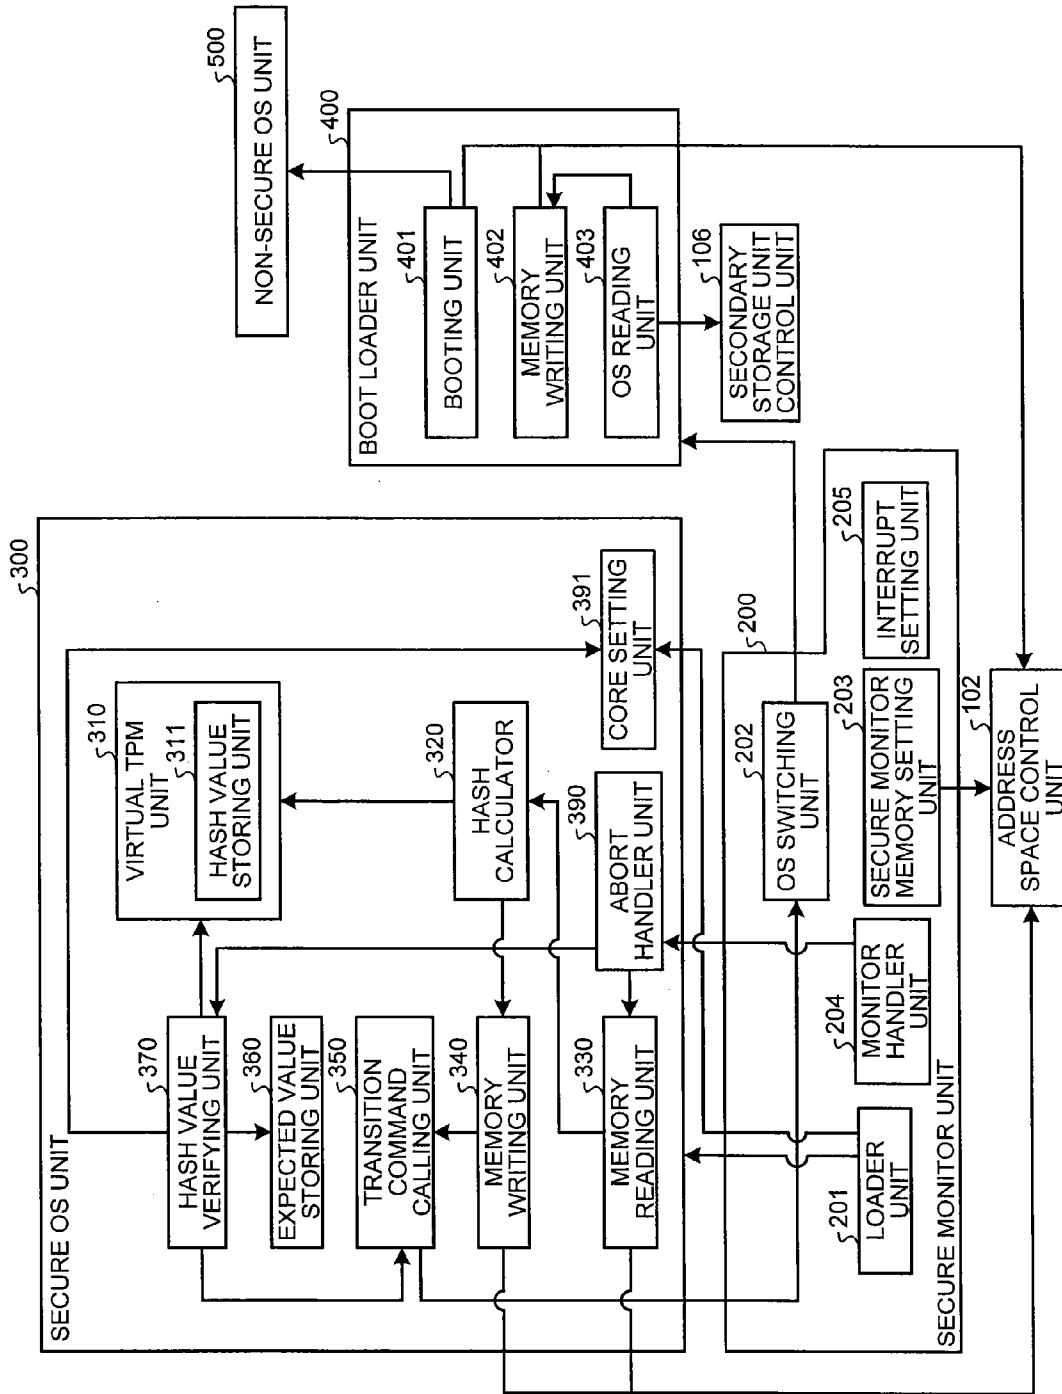 300
SECURE OS UNIT
370
HASH VALUE
VERIFYING UNIT
360
EXPECTED VALUE
STORING UNIT
350
TRANSITION
COMMAND
CALLING UNIT
340
MEMORY
WRITING UNIT
330
MEMORY
READING UNIT
310
VIRTUAL TPM
UNIT
311
HASH VALUE
STORING UNIT
320
HASH
CALCULATOR
390
ABORT
HANDLER UNIT
391
CORE SETTING
UNIT
500
NON-SECURE OS UNIT
400
BOOT LOADER UNIT
401
BOOTING UNIT
402
MEMORY
WRITING UNIT
403
OS READING
UNIT
106
SECONDARY
STORAGE UNIT
CONTROL UNIT
200
SECURE MONITOR UNIT
201
LOADER
UNIT
202
OS SWITCHING
UNIT
204
MONITOR
HANDLER
UNIT
203
SECURE MONITOR
MEMORY SETTING
UNIT
205
INTERRUPT
SETTING UNIT
102
ADDRESS
SPACE CONTROL
UNIT